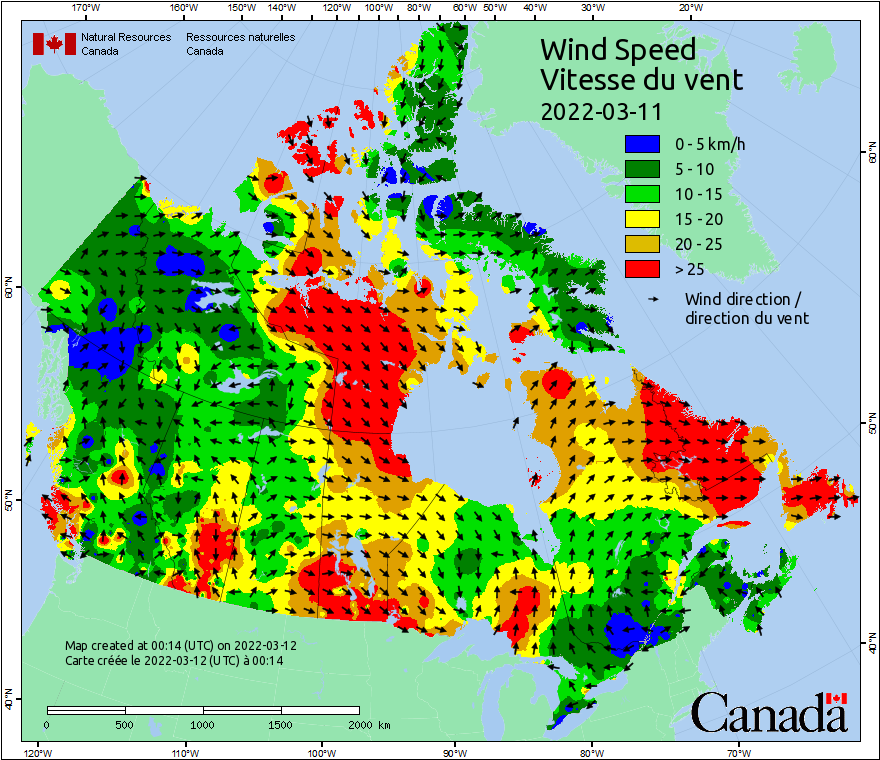 170°W 160°W 150°W 140°W 120°W 100°W 80°W 60°W 50°W 40°W 30°W 20°W
Natural Resources Canada
Ressources naturelles Canada
Wind Speed
Vitesse du vent
2022-03-11
0 - 5 km/h
5 - 10
10 - 15
15 - 20
20 - 25
> 25
Wind direction /
direction du vent
60°N
50°N
40°N
60°N
50°N
40°N
Map created at 00:14 (UTC) on 2022-03-12
Carte créée le 2022-03-12 (UTC) à 00:14
0 500 1000 1500 2000 km
Canada
120°W 110°W 100°W 90°W 80°W 70°W